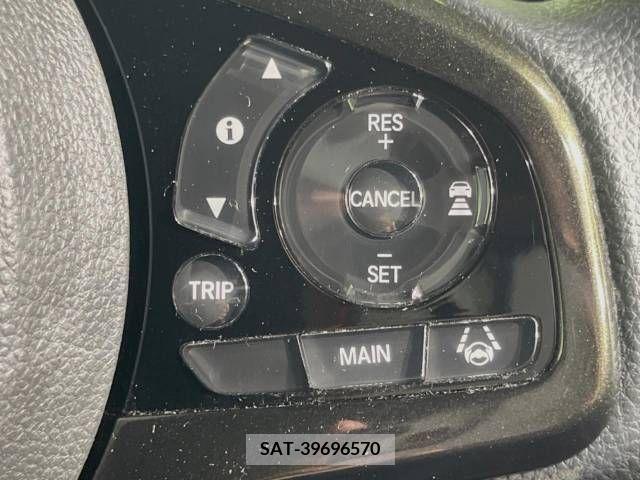 RES
+
i
CANCEL
–
SET
TRIP
MAIN
SAT-39696570